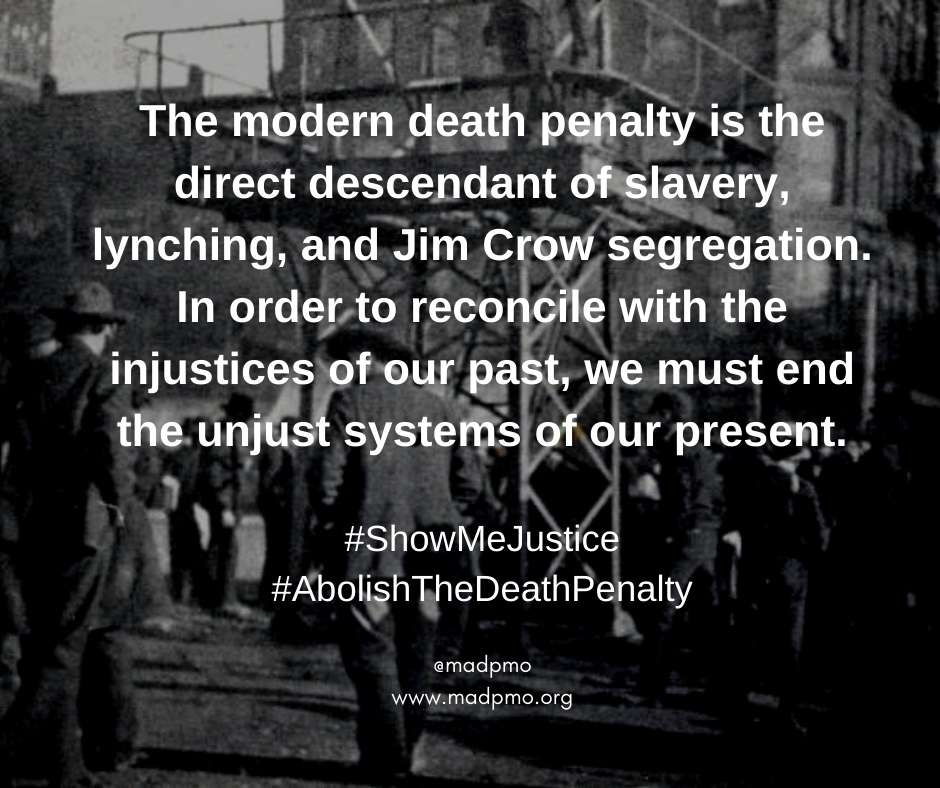 The modern death penalty is the
direct descendant of slavery,
lynching, and Jim Crow segregation.
In order to reconcile with the
injustices of our past, we must end
the unjust systems of our present.
#ShowMeJustice
#AbolishTheDeathPenalty
@madpmo
www.madpmo.org